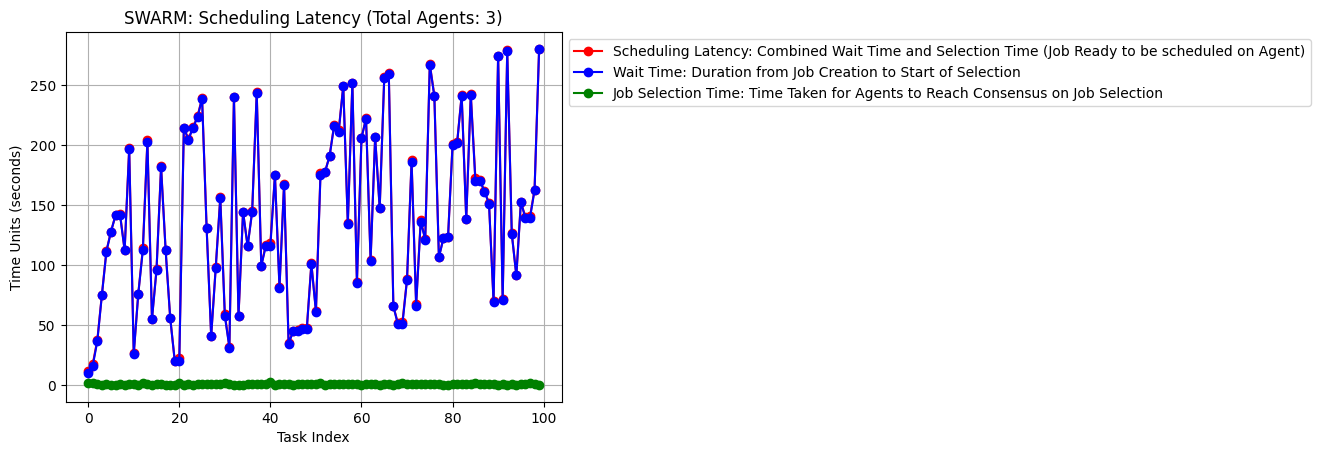 SWARM: Scheduling Latency (Total Agents: 3)
Scheduling Latency: Combined Wait Time and Selection Time (Job Ready to be scheduled on Agent)
Wait Time: Duration from Job Creation to Start of Selection
Job Selection Time: Time Taken for Agents to Reach Consensus on Job Selection
Time Units (seconds)
250
200
150
100
50
0
0 20 40 60 80 100
Task Index